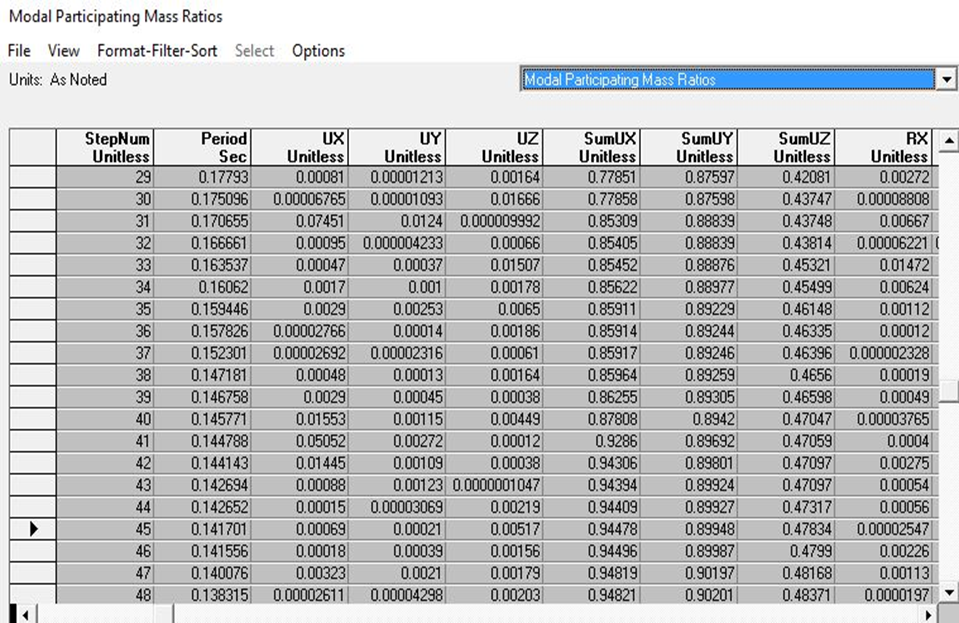 Modal Participating Mass Ratios
File View Format-Filter-Sort Select Options
Units: As Noted Modal Participating Mass Ratios
StepNum Period UX UY UZ SumUX SumUY SumUZ RX
Unitless Sec Unitless Unitless Unitless Unitless Unitless Unitless Unitless
29 0.17793 0.00081 0.00001213 0.00164 0.77851 0.87597 0.42081 0.00272
30 0.175096 0.00006765 0.00001093 0.01666 0.77858 0.87598 0.43747 0.00008808
31 0.170655 0.07451 0.0124 0.000009992 0.85309 0.88839 0.43748 0.00667
32 0.166661 0.00095 0.000004233 0.00066 0.85405 0.88839 0.43814 0.00006221
33 0.163537 0.00047 0.00037 0.01507 0.85452 0.88876 0.45321 0.01472
34 0.16062 0.0017 0.001 0.00178 0.85622 0.88977 0.45499 0.00624
35 0.159446 0.0029 0.00253 0.0065 0.85911 0.89229 0.46148 0.00112
36 0.157826 0.00002766 0.00014 0.00186 0.85914 0.89244 0.46335 0.00012
37 0.152301 0.00002692 0.00002316 0.00061 0.85917 0.89246 0.46396 0.000002328
38 0.147181 0.00048 0.00013 0.00164 0.85964 0.89259 0.4656 0.00019
39 0.146758 0.0029 0.00045 0.00038 0.86255 0.89305 0.46598 0.00049
40 0.145771 0.01553 0.00115 0.00449 0.87808 0.8942 0.47047 0.00003765
41 0.144788 0.05052 0.00272 0.00012 0.9286 0.89692 0.47059 0.0004
42 0.144143 0.01445 0.00109 0.00038 0.94306 0.89801 0.47097 0.00275
43 0.142694 0.00088 0.00123 0.0000001047 0.94394 0.89924 0.47097 0.00054
44 0.142652 0.00015 0.00003069 0.00219 0.94409 0.89927 0.47317 0.00056
45 0.141701 0.00069 0.00021 0.00517 0.94478 0.89948 0.47834 0.00002547
46 0.141556 0.00018 0.00039 0.00156 0.94496 0.89987 0.4799 0.00226
47 0.140076 0.00323 0.0021 0.00179 0.94819 0.90197 0.48168 0.00113
48 0.138315 0.00002611 0.00004298 0.00203 0.94821 0.90201 0.48371 0.0000197